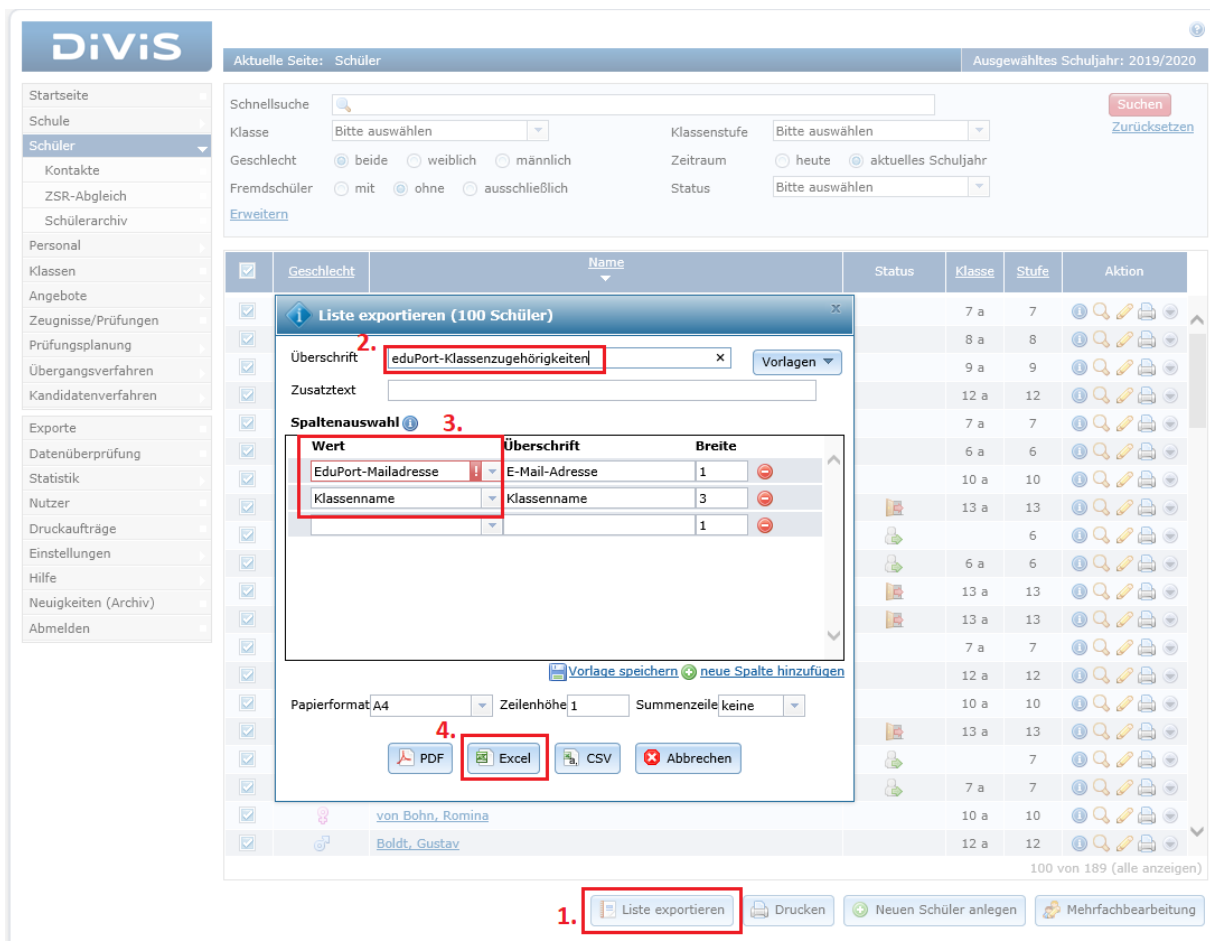 DiViS
Aktuelle Seite: Schüler
Ausgewähltes Schuljahr: 2019/2020
Startseite
Schule
Schüler
Kontakte
ZSR-Abgleich
Schülerarchiv
Personal
Klassen
Angebote
Zeugnisse/Prüfungen
Prüfungsplanung
Übergangsverfahren
Kandidatenverfahren
Exporte
Datenüberprüfung
Statistik
Nutzer
Druckaufträge
Einstellungen
Hilfe
Neuigkeiten (Archiv)
Abmelden
Schnellsuche Suchen
Klasse Bitte auswählen Klassenstufe Bitte auswählen Zurücksetzen
Geschlecht beide weiblich männlich Zeitraum heute aktuelles Schuljahr
Fremdschüler mit ohne ausschließlich Status Bitte auswählen
Erweitern
Geschlecht Name Status Klasse Stufe Aktion
Liste exportieren (100 Schüler) x
2.
Überschrift eduPort-Klassenzugehörigkeiten × Vorlagen
Zusatztext
Spaltenauswahl 3.
Wert Überschrift Breite
EduPort-Mailadresse ! E-Mail-Adresse 1
Klassenname Klassenname 3
1
Vorlage speichern neue Spalte hinzufügen
Papierformat A4 Zeilenhöhe 1 Summenzeile keine
4.
PDF Excel CSV Abbrechen
7 a 7
8 a 8
9 a 9
12 a 12
7 a 7
6 a 6
10 a 10
13 a 13
6
6 a 6
13 a 13
13 a 13
7 a 7
12 a 12
10 a 10
13 a 13
7
7 a 7
von Bohn, Romina 10 a 10
Boldt, Gustav 12 a 12
100 von 189 (alle anzeigen)
1. Liste exportieren Drucken Neuen Schüler anlegen Mehrfachbearbeitung